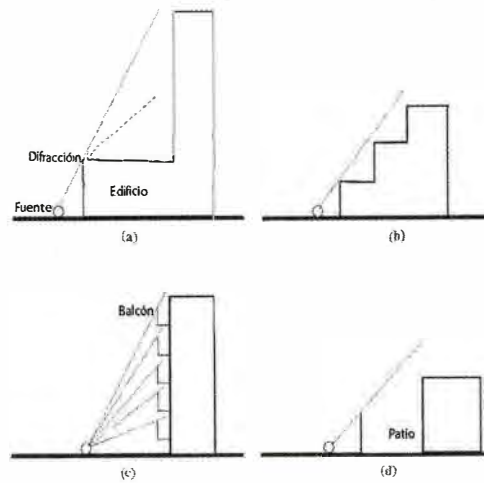 Difracción
Edificio
Fuente
(a)
(b)
Balcón
(c)
Patio
(d)